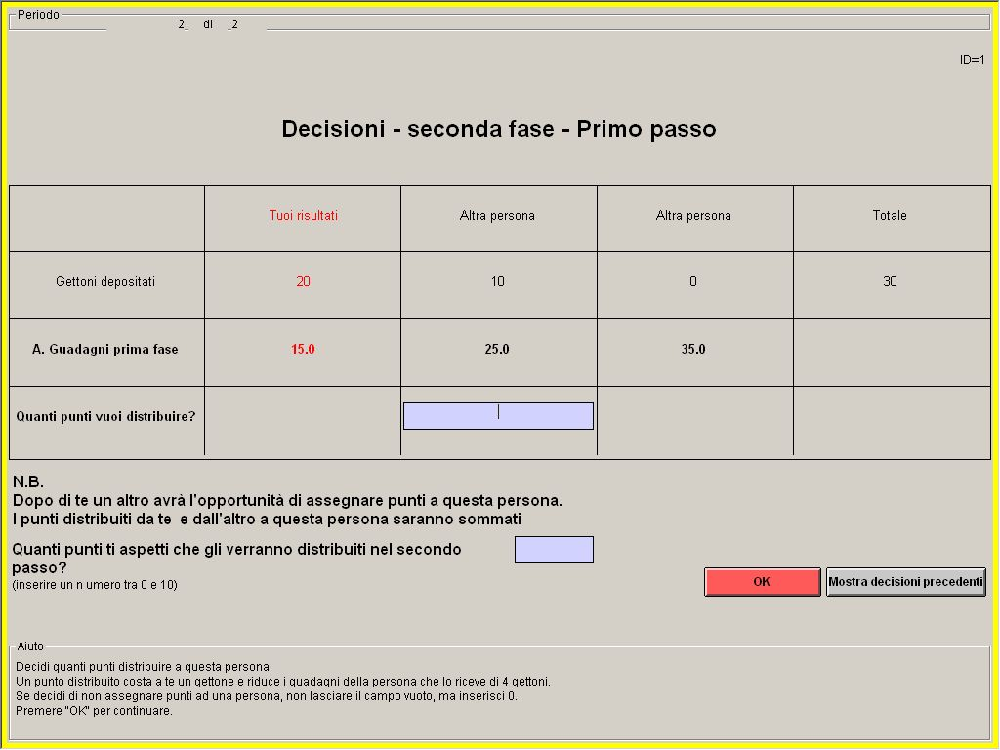 Periodo
2 di 2
ID=1
Decisioni - seconda fase - Primo passo
Tuoi risultati Altra persona Altra persona Totale
Gettoni depositati 20 10 0 30
A. Guadagni prima fase 15.0 25.0 35.0
Quanti punti vuoi distribuire?
N.B.
Dopo di te un altro avrà l'opportunità di assegnare punti a questa persona.
I punti distribuiti da te e dall'altro a questa persona saranno sommati
Quanti punti ti aspetti che gli verranno distribuiti nel secondo
passo?
(inserire un n umero tra 0 e 10)
OK Mostra decisioni precedenti
Aiuto
Decidi quanti punti distribuire a questa persona.
Un punto distribuito costa a te un gettone e riduce i guadagni della persona che lo riceve di 4 gettoni.
Se decidi di non assegnare punti ad una persona, non lasciare il campo vuoto, ma inserisci 0.
Premere "OK" per continuare.